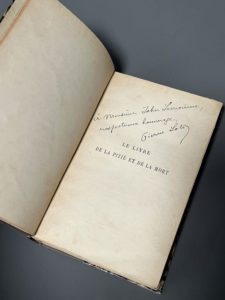 à Monsieur John Lemoinne,
respectueux hommage
Pierre Loti
LE LIVRE
DE LA PITIÉ ET DE LA MORT